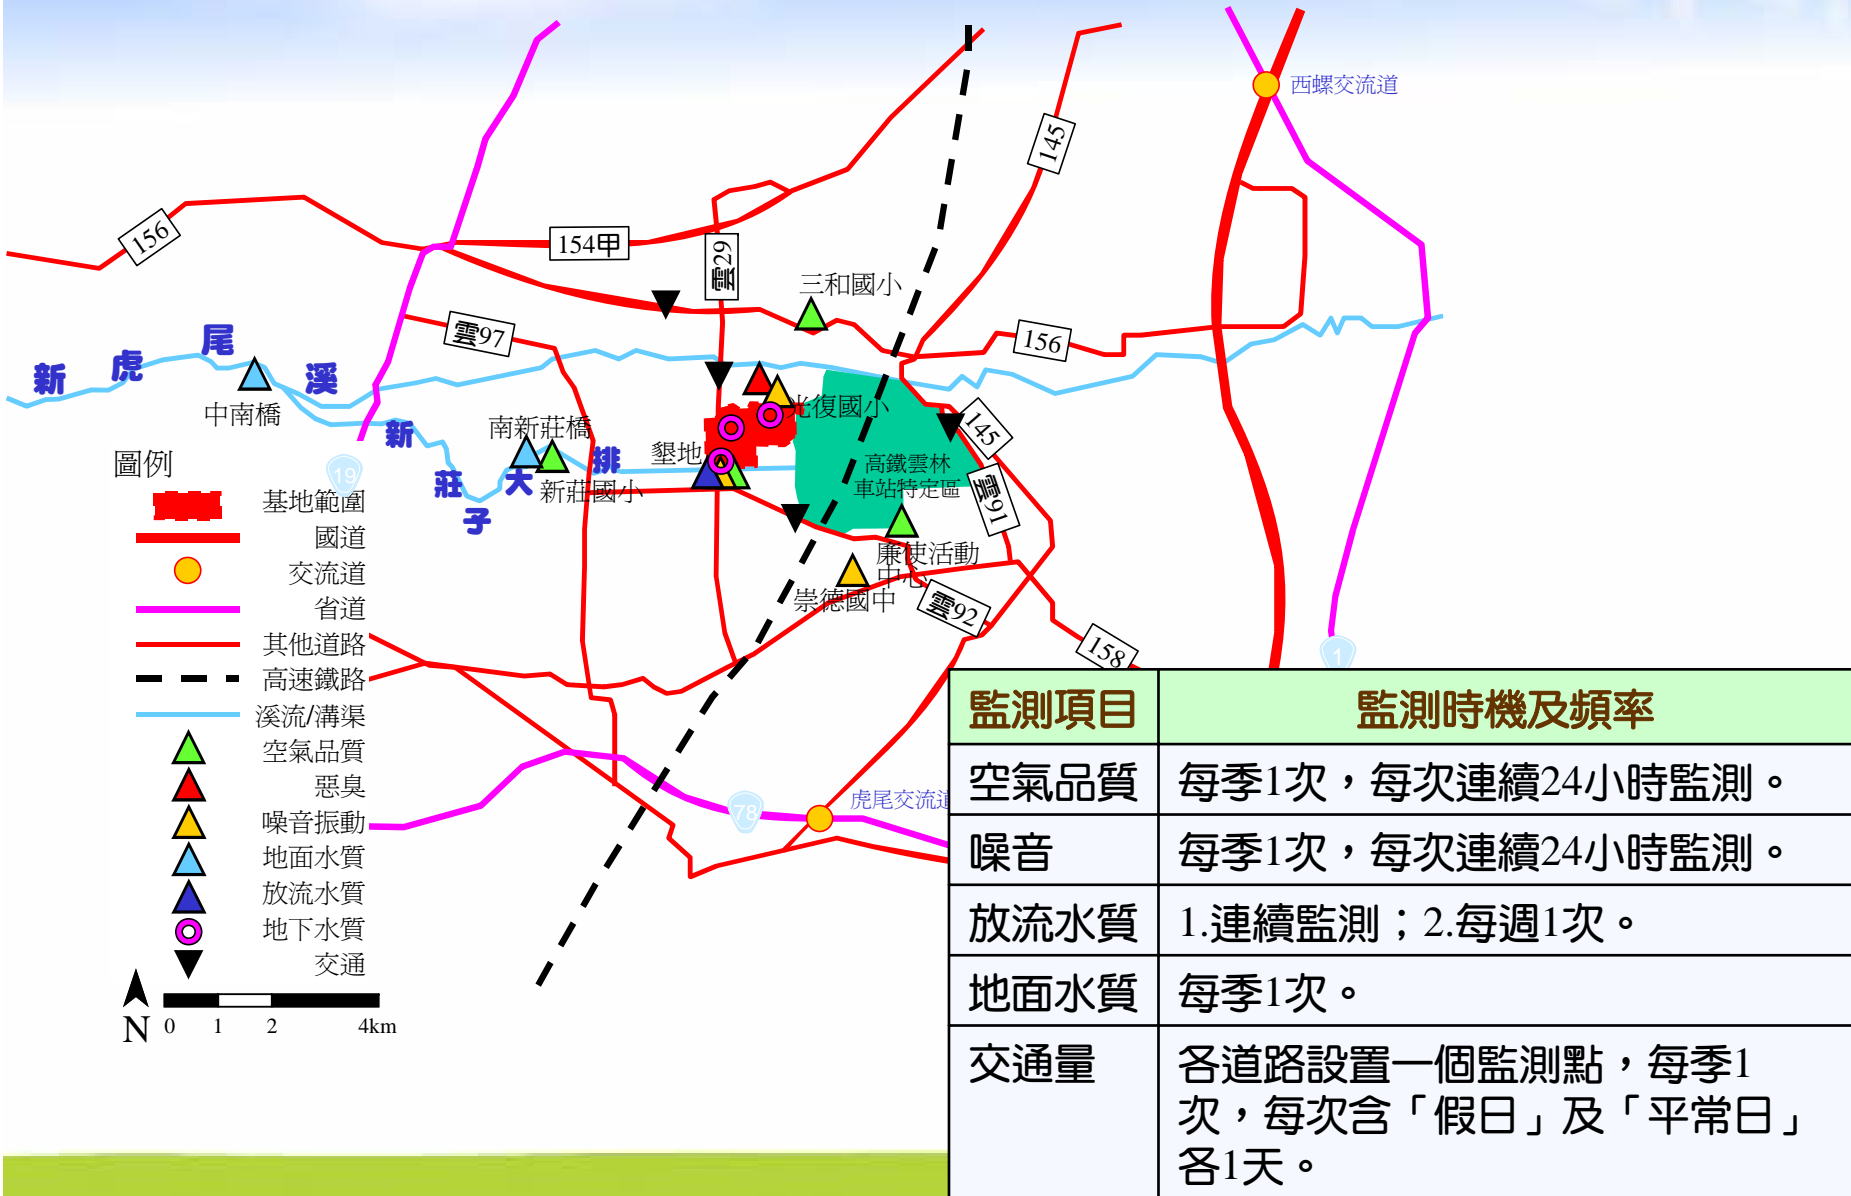 西螺交流道
145
156
154甲
雲29
三和國小
雲97
156
新虎尾溪
中南橋
光復國小
145
南新莊橋
新莊子大排
墾地
高鐵雲林
車站特定區
新莊國小
雲91
廉使活動
中心
崇德國中
雲92
158
19
1
78
虎尾交流道
圖例
基地範圍
國道
交流道
省道
其他道路
高速鐵路
溪流/溝渠
空氣品質
惡臭
噪音振動
地面水質
放流水質
地下水質
交通
N 0 1 2 4km
監測項目 監測時機及頻率
空氣品質 每季1次，每次連續24小時監測。
噪音 每季1次，每次連續24小時監測。
放流水質 1.連續監測；2.每週1次。
地面水質 每季1次。
交通量 各道路設置一個監測點，每季1
次，每次含「假日」及「平常日」
各1天。